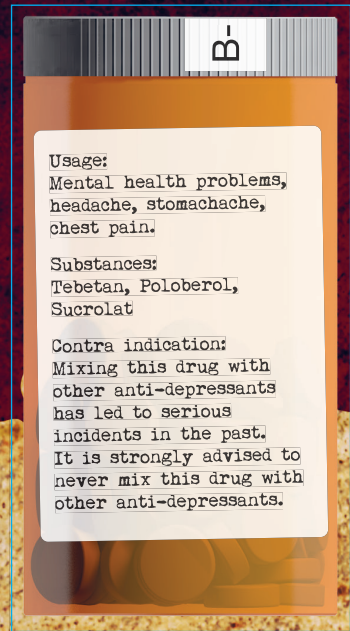 B-
Usage:
Mental health problems,
headache, stomachache,
chest pain.
Substances:
Tebetan, Poloberol,
Sucrolat
Contra indication:
Mixing this drug with
other anti-depressants
has led to serious
incidents in the past.
It is strongly advised to
never mix this drug with
other anti-depressants.